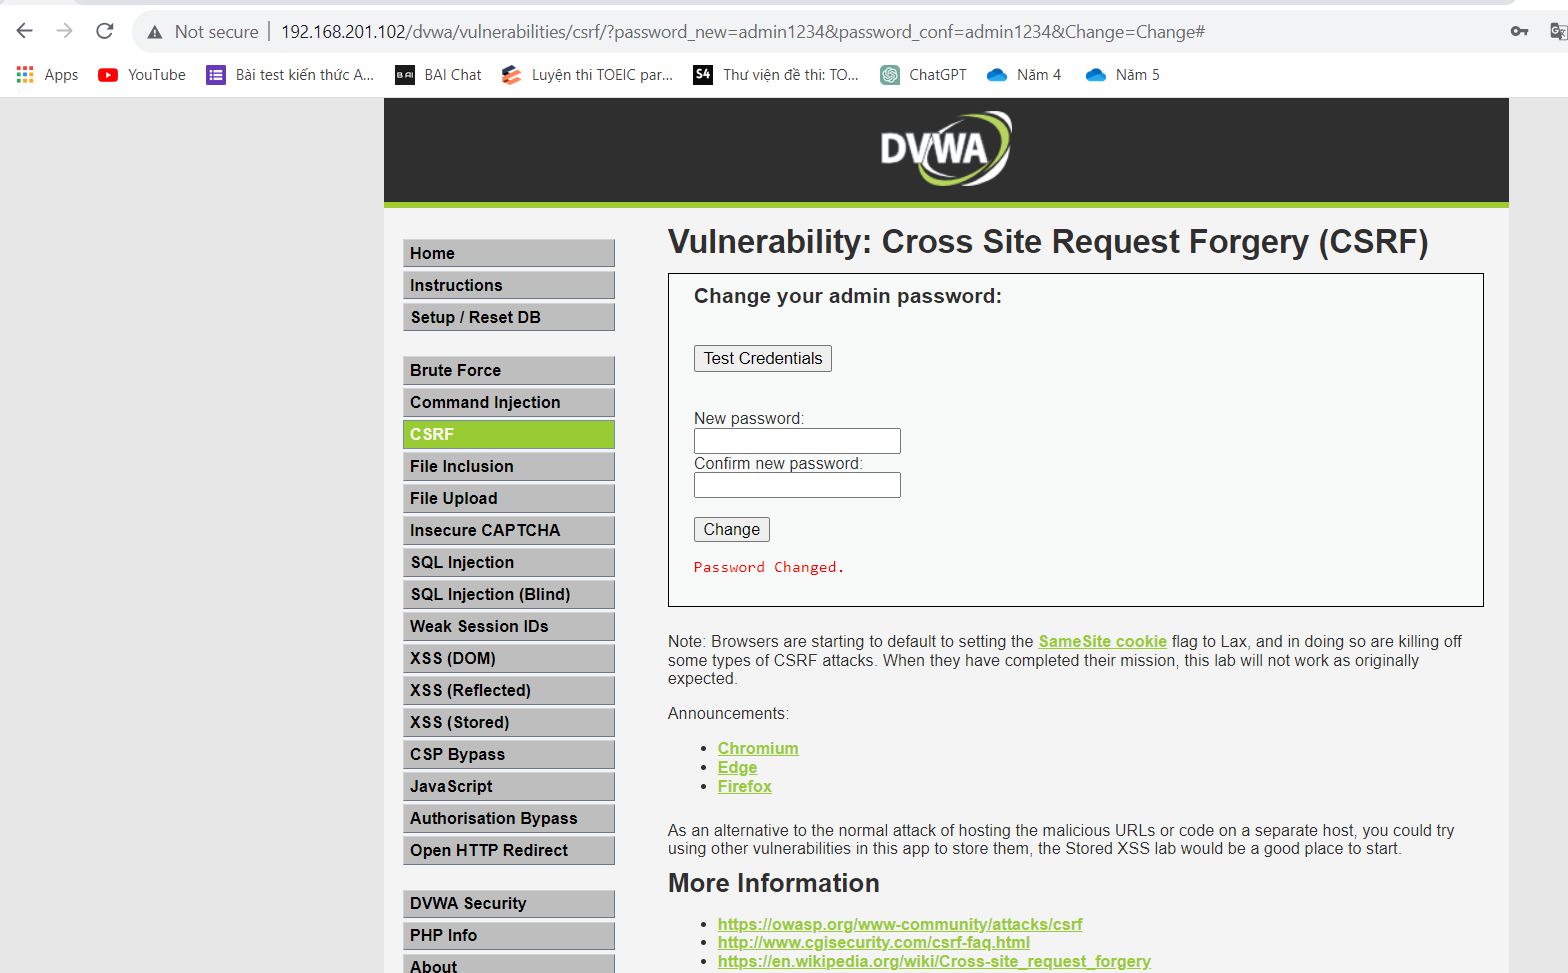 Not secure | 192.168.201.102/dvwa/vulnerabilities/csrf/?password_new=admin1234&password_conf=admin1234&Change=Change#
Apps YouTube Bài test kiến thức A... BAI BAI Chat Luyện thi TOEIC par... S4 Thư viện đề thi: TO... ChatGPT Năm 4 Năm 5
DVWA
Home
Instructions
Setup / Reset DB
Brute Force
Command Injection
CSRF
File Inclusion
File Upload
Insecure CAPTCHA
SQL Injection
SQL Injection (Blind)
Weak Session IDs
XSS (DOM)
XSS (Reflected)
XSS (Stored)
CSP Bypass
JavaScript
Authorisation Bypass
Open HTTP Redirect
DVWA Security
PHP Info
About
Vulnerability: Cross Site Request Forgery (CSRF)
Change your admin password:
Test Credentials
New password:
Confirm new password:
Change
Password Changed.
Note: Browsers are starting to default to setting the SameSite cookie flag to Lax, and in doing so are killing off
some types of CSRF attacks. When they have completed their mission, this lab will not work as originally
expected.
Announcements:
• Chromium
• Edge
• Firefox
As an alternative to the normal attack of hosting the malicious URLs or code on a separate host, you could try
using other vulnerabilities in this app to store them, the Stored XSS lab would be a good place to start.
More Information
• https://owasp.org/www-community/attacks/csrf
• http://www.cgisecurity.com/csrf-faq.html
• https://en.wikipedia.org/wiki/Cross-site_request_forgery